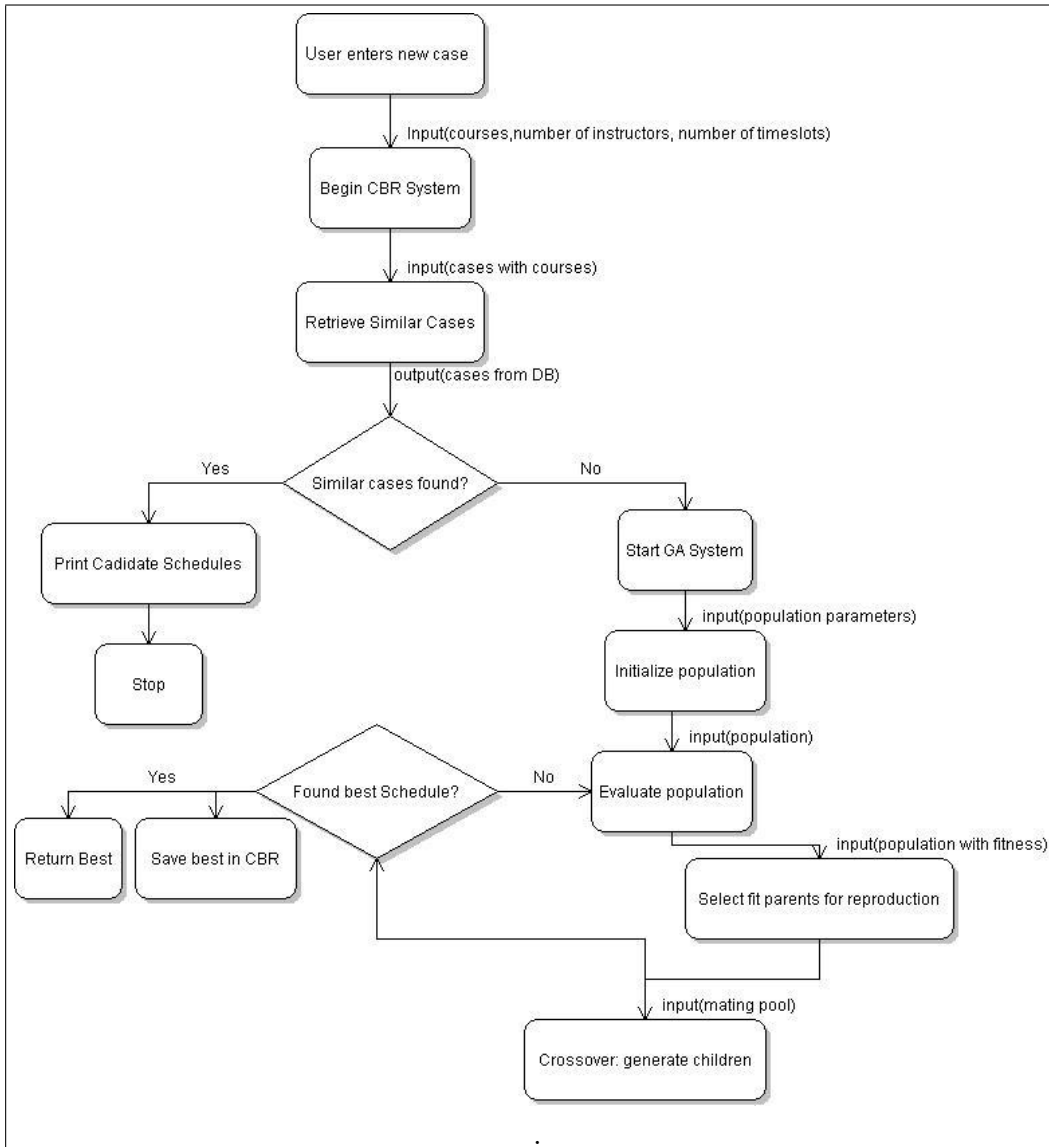 User enters new case
Input(courses,number of instructors, number of timeslots)
Begin CBR System
input(cases with courses)
Retrieve Similar Cases
output(cases from DB)
Similar cases found?
Yes
No
Print Cadidate Schedules
Stop
Start GA System
input(population parameters)
Initialize population
input(population)
Evaluate population
Found best Schedule?
Yes
No
Return Best
Save best in CBR
input(population with fitness)
Select fit parents for reproduction
input(mating pool)
Crossover: generate children
.